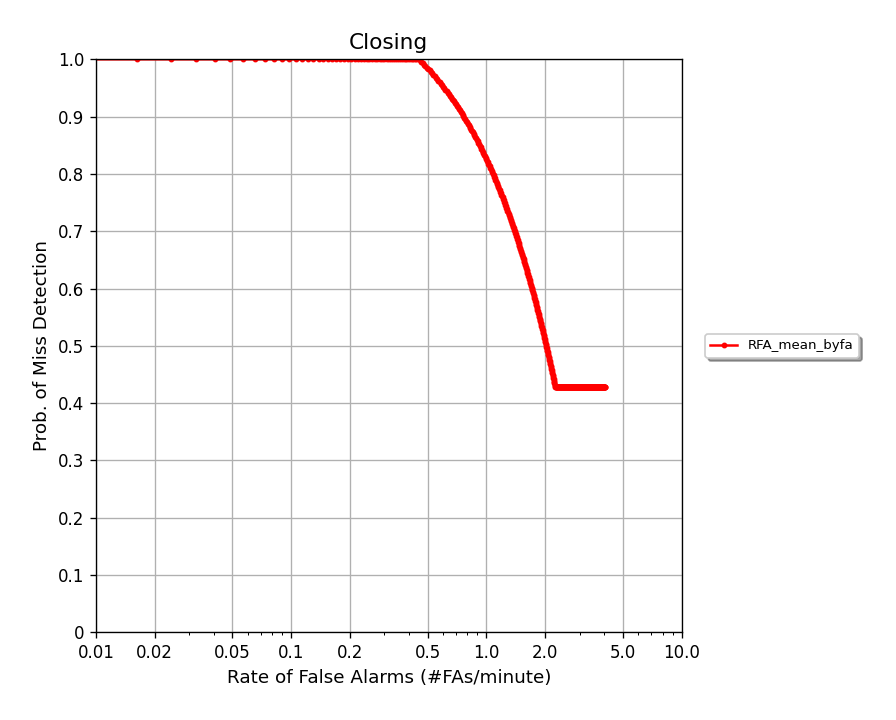 Closing
1.0
0.9
0.8
0.7
0.6
0.5
0.4
0.3
0.2
0.1
0
0.01 0.02 0.05 0.1 0.2 0.5 1.0 2.0 5.0 10.0
Rate of False Alarms (#FAs/minute)
Prob. of Miss Detection
RFA_mean_byfa